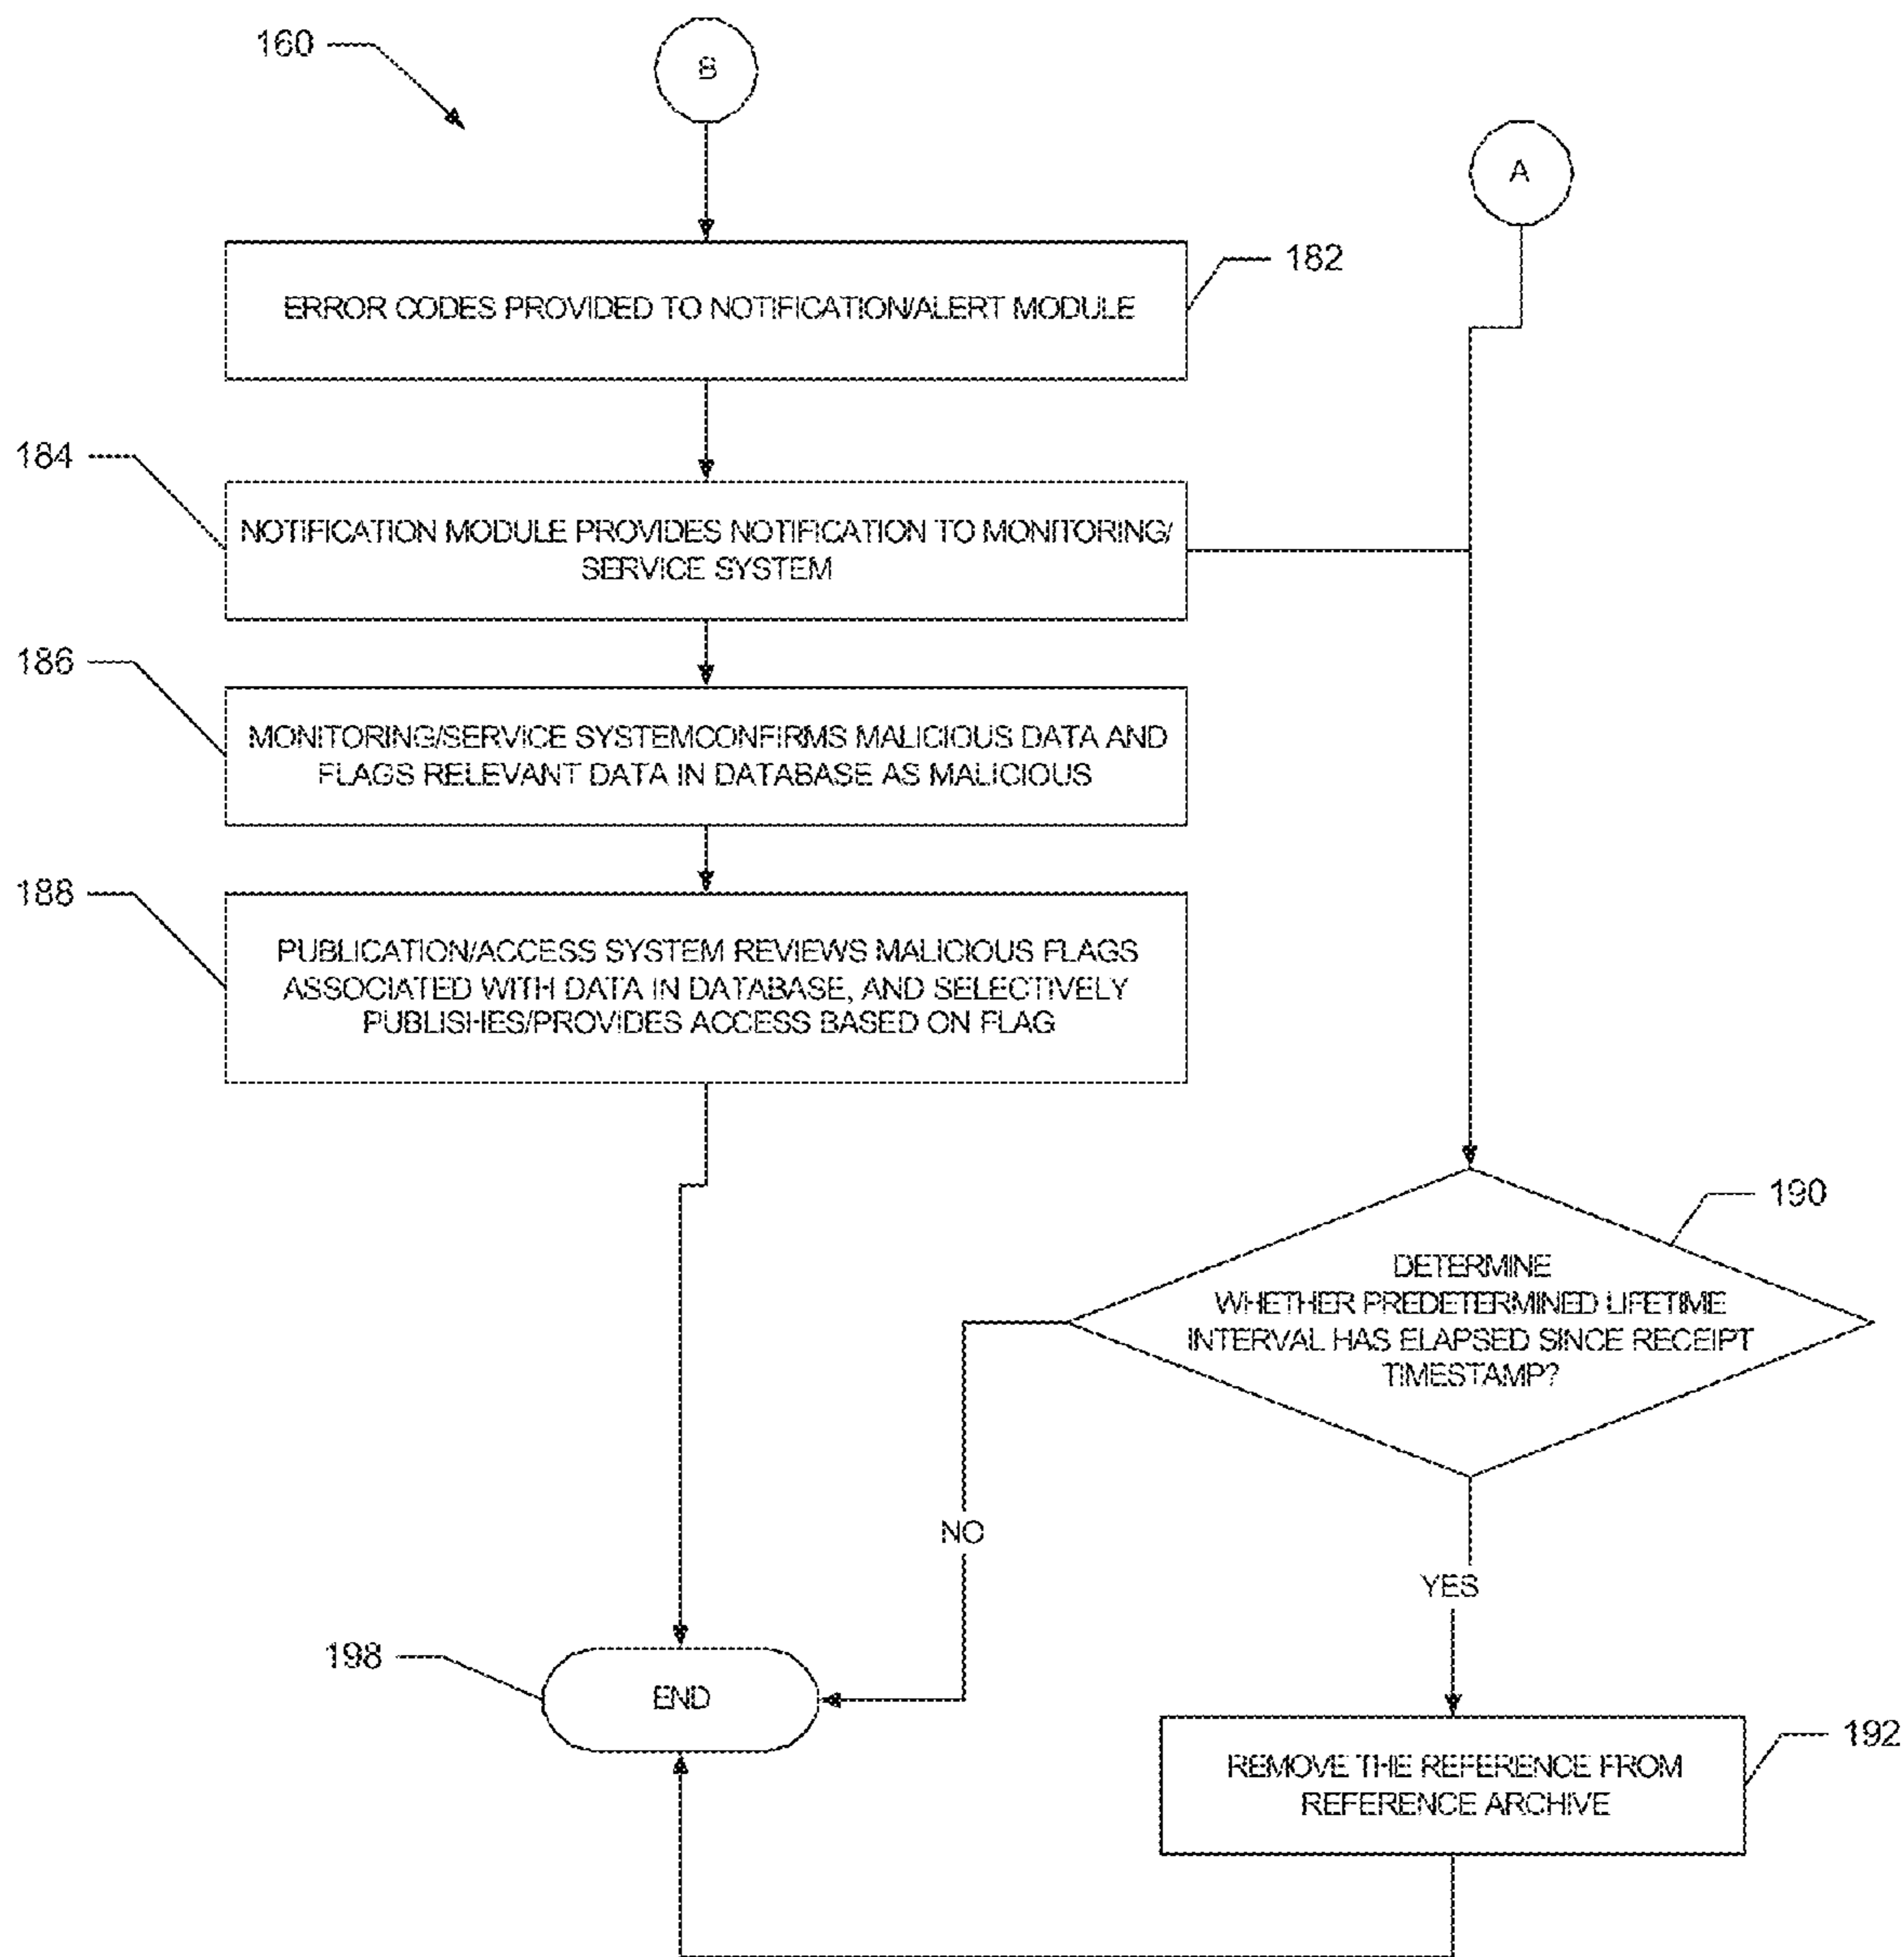 160
B
A
182
ERROR CODES PROVIDED TO NOTIFICATION/ALERT MODULE
184
NOTIFICATION MODULE PROVIDES NOTIFICATION TO MONITORING/
SERVICE SYSTEM
186
MONITORING/SERVICE SYSTEMCONFIRMS MALICIOUS DATA AND
FLAGS RELEVANT DATA IN DATABASE AS MALICIOUS
188
PUBLICATION/ACCESS SYSTEM REVIEWS MALICIOUS FLAGS
ASSOCIATED WITH DATA IN DATABASE, AND SELECTIVELY
PUBLISHES/PROVIDES ACCESS BASED ON FLAG
190
DETERMINE
WHETHER PREDETERMINED LIFETIME
INTERVAL HAS ELAPSED SINCE RECEIPT
TIMESTAMP?
NO
YES
198
END
192
REMOVE THE REFERENCE FROM
REFERENCE ARCHIVE